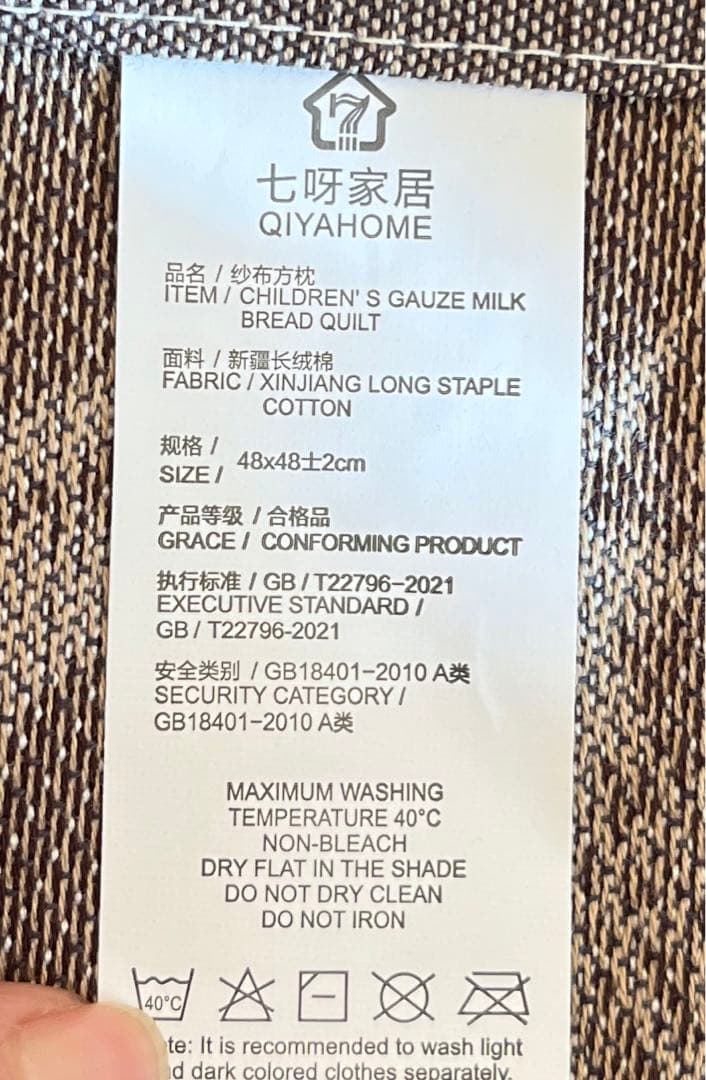 七呀家居
QIYAHOME
品名 / 纱布方枕
ITEM / CHILDREN' S GAUZE MILK
BREAD QUILT
面料 / 新疆长绒棉
FABRIC / XINJIANG LONG STAPLE
COTTON
规格 /
SIZE / 48x48±2cm
产品等级 / 合格品
GRACE / CONFORMING PRODUCT
执行标准 / GB / T22796-2021
EXECUTIVE STANDARD /
GB / T22796-2021
安全类别 / GB18401-2010 A类
SECURITY CATEGORY /
GB18401-2010 A类
MAXIMUM WASHING
TEMPERATURE 40°C
NON-BLEACH
DRY FLAT IN THE SHADE
DO NOT DRY CLEAN
DO NOT IRON
40°C
It is recommended to wash light
dark colored clothes separately.